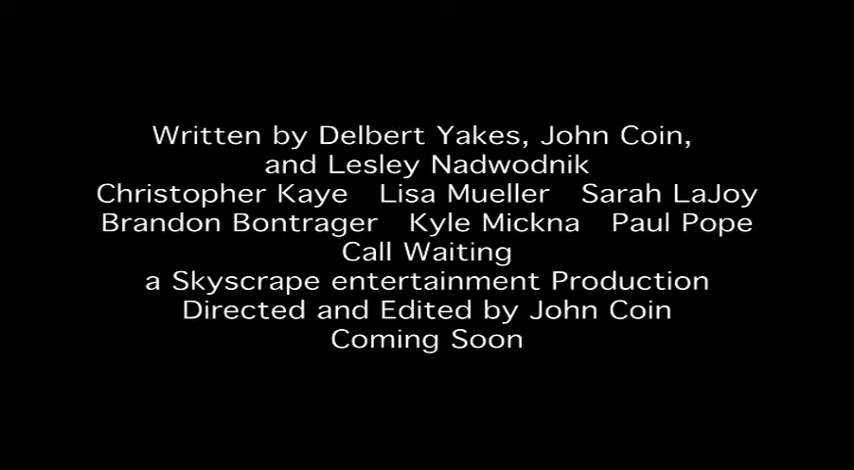 Written by Delbert Yakes, John Coin,
and Lesley Nadwodnik
Christopher Kaye Lisa Mueller Sarah LaJoy
Brandon Bontrager Kyle Mickna Paul Pope
Call Waiting
a Skyscrape entertainment Production
Directed and Edited by John Coin
Coming Soon